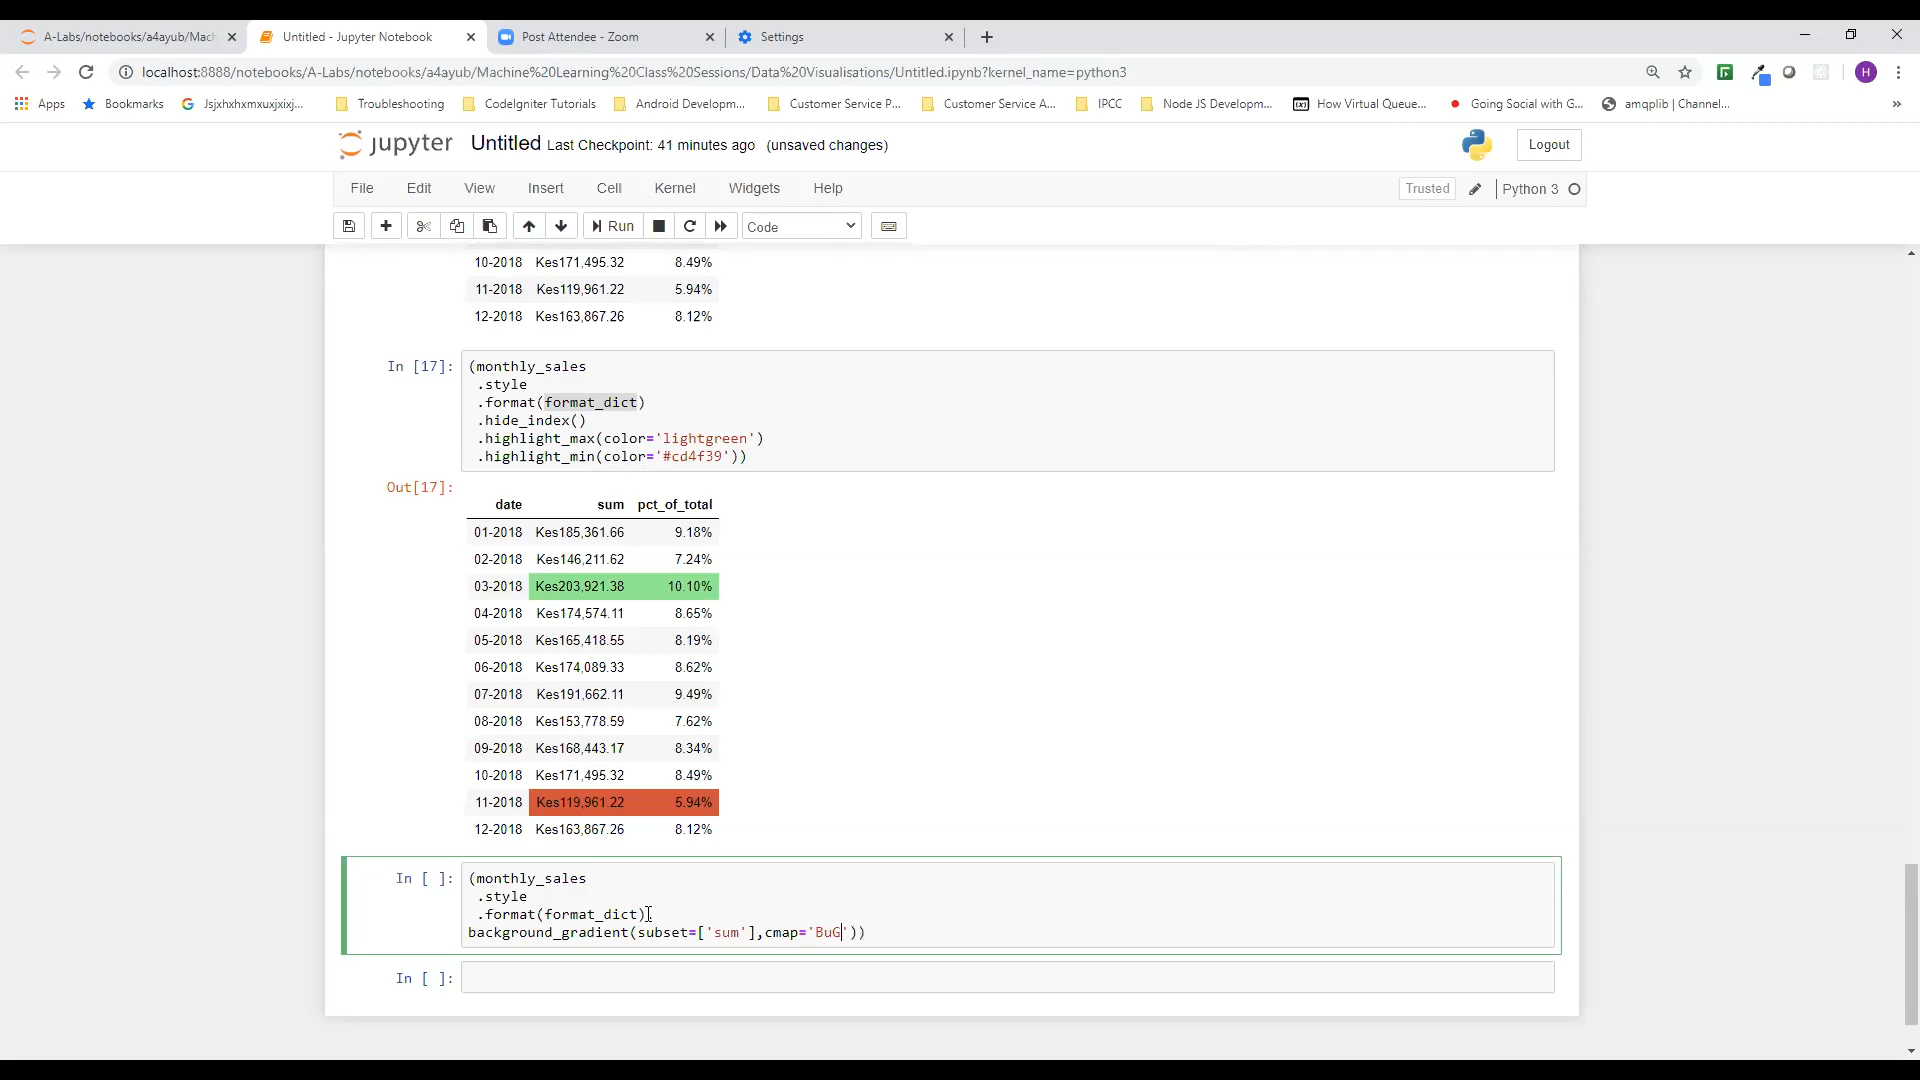 A-Labs/notebooks/a4ayub/Mach
Untitled - Jupyter Notebook
Post Attendee - Zoom
Settings
localhost:8888/notebooks/A-Labs/notebooks/a4ayub/Machine%20Learning%20Class%20Sessions/Data%20Visualisations/Untitled.ipynb?kernel_name=python3
H
Apps
Bookmarks
Jsjxhxhxmxuxjxixj...
Troubleshooting
CodeIgniter Tutorials
Android Developm...
Customer Service P...
Customer Service A...
IPCC
Node JS Developm...
How Virtual Queue...
Going Social with G...
amqplib | Channel...
jupyter
Untitled Last Checkpoint: 41 minutes ago (unsaved changes)
Logout
File Edit View Insert Cell Kernel Widgets Help
Trusted
Python 3
Run
Code
10-2018 Kes171,495.32 8.49%
11-2018 Kes119,961.22 5.94%
12-2018 Kes163,867.26 8.12%
In [17]: (monthly_sales
.style
.format(format_dict)
.hide_index()
.highlight_max(color='lightgreen')
.highlight_min(color='#cd4f39'))
Out[17]:
date sum pct_of_total
01-2018 Kes185,361.66 9.18%
02-2018 Kes146,211.62 7.24%
03-2018 Kes203,921.38 10.10%
04-2018 Kes174,574.11 8.65%
05-2018 Kes165,418.55 8.19%
06-2018 Kes174,089.33 8.62%
07-2018 Kes191,662.11 9.49%
08-2018 Kes153,778.59 7.62%
09-2018 Kes168,443.17 8.34%
10-2018 Kes171,495.32 8.49%
11-2018 Kes119,961.22 5.94%
12-2018 Kes163,867.26 8.12%
In [ ]: (monthly_sales
.style
.format(format_dict)
background_gradient(subset=['sum'],cmap='BuG'))
In [ ]: